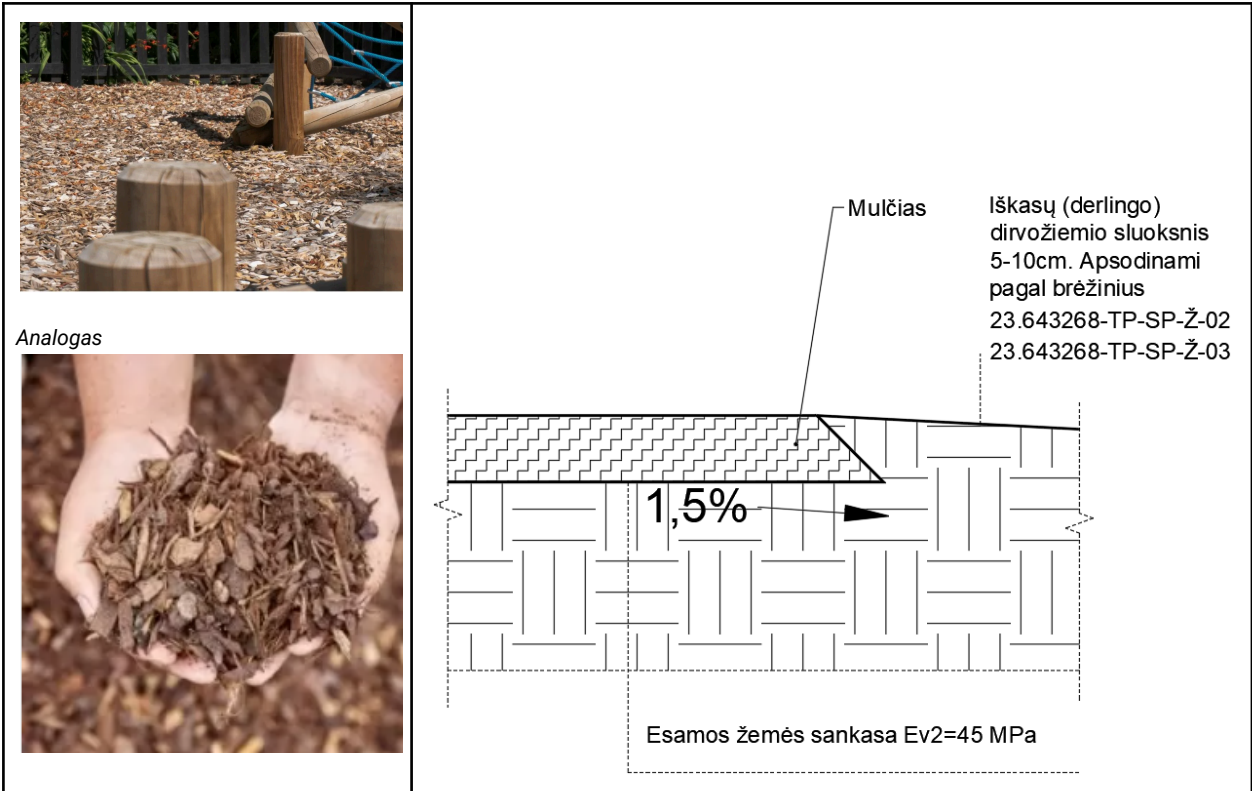 Analogas
Mulčias
Iškasų (derlingo)
dirvožiemio sluoksnis
5-10cm. Apsodinami
pagal brėžinius
23.643268-TP-SP-Ž-02
23.643268-TP-SP-Ž-03
1,5%
Esamos žemės sankasa Ev2=45 MPa